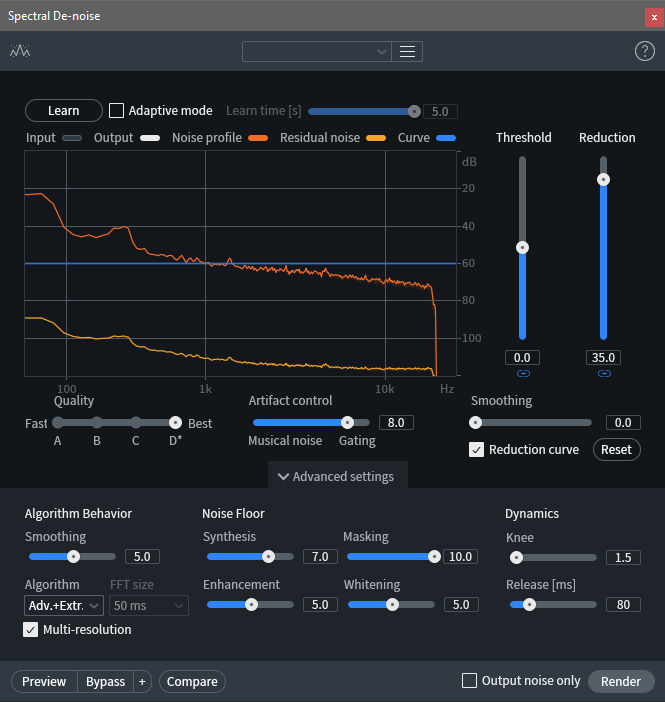 Spectral De-noise
x
?
Learn Adaptive mode Learn time [s] 5.0
Input Output Noise profile Residual noise Curve Threshold Reduction
dB
20
40
60
80
100
0.0 35.0
100 1k 10k Hz
Quality Artifact control Smoothing
Fast Best 8.0 0.0
A B C D* Musical noise Gating
Reduction curve Reset
Advanced settings
Algorithm Behavior Noise Floor Dynamics
Smoothing Synthesis Masking Knee
5.0 7.0 10.0 1.5
Algorithm FFT size Enhancement Whitening Release [ms]
Adv.+Extr. 50 ms 5.0 5.0 80
Multi-resolution
Preview Bypass + Compare Output noise only Render